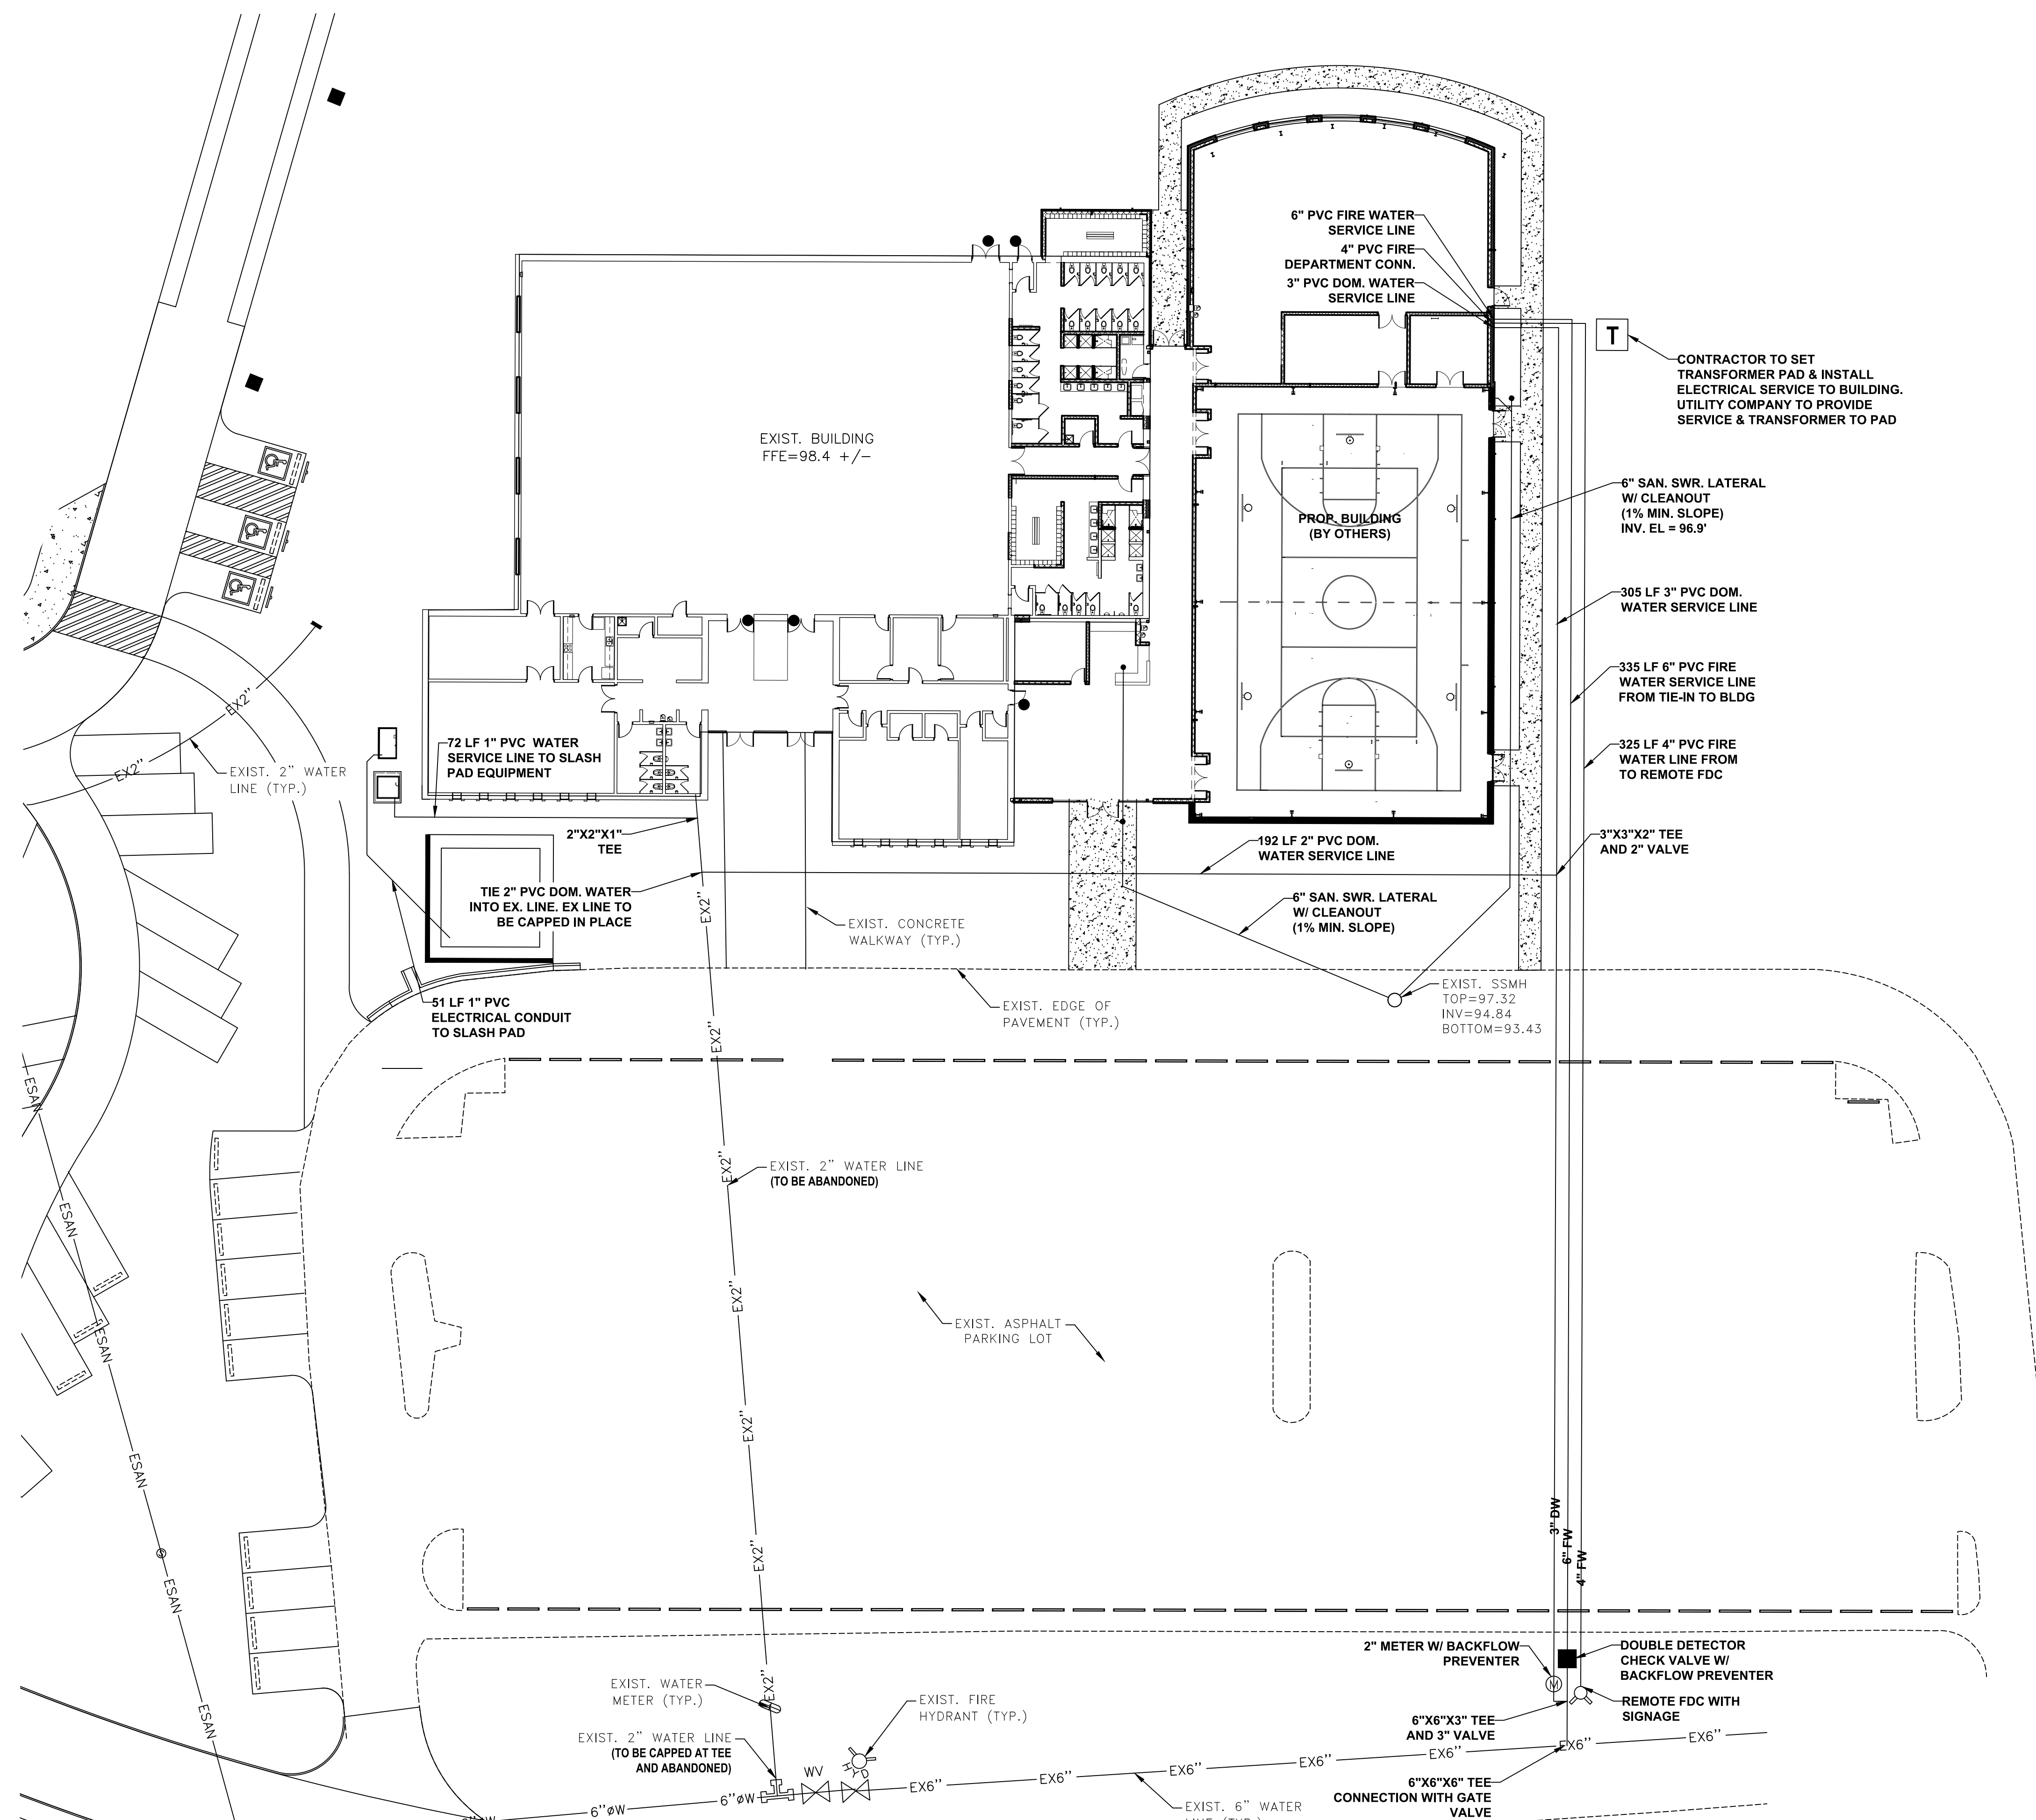 6" PVC FIRE WATER
SERVICE LINE
4" PVC FIRE
DEPARTMENT CONN.
3" PVC DOM. WATER
SERVICE LINE
T
CONTRACTOR TO SET
TRANSFORMER PAD & INSTALL
ELECTRICAL SERVICE TO BUILDING.
UTILITY COMPANY TO PROVIDE
SERVICE & TRANSFORMER TO PAD
EXIST. BUILDING
FFE=98.4 +/-
PROP. BUILDING
(BY OTHERS)
6" SAN. SWR. LATERAL
W/ CLEANOUT
(1% MIN. SLOPE)
INV. EL = 96.9'
305 LF 3" PVC DOM.
WATER SERVICE LINE
335 LF 6" PVC FIRE
WATER SERVICE LINE
FROM TIE-IN TO BLDG
325 LF 4" PVC FIRE
WATER LINE FROM
TO REMOTE FDC
3"X3"X2" TEE
AND 2" VALVE
EX2"
EX2"
EXIST. 2" WATER
LINE (TYP.)
72 LF 1" PVC WATER
SERVICE LINE TO SLASH
PAD EQUIPMENT
2"X2"X1"
TEE
TIE 2" PVC DOM. WATER
INTO EX. LINE. EX LINE TO
BE CAPPED IN PLACE
192 LF 2" PVC DOM.
WATER SERVICE LINE
6" SAN. SWR. LATERAL
W/ CLEANOUT
(1% MIN. SLOPE)
EXIST. CONCRETE
WALKWAY (TYP.)
EX2"
51 LF 1" PVC
ELECTRICAL CONDUIT
TO SLASH PAD
EXIST. EDGE OF
PAVEMENT (TYP.)
EXIST. SSMH
TOP=97.32
INV=94.84
BOTTOM=93.43
EX2"
ESAN
EX2"
EXIST. 2" WATER LINE
(TO BE ABANDONED)
ESAN
EX2"
ESAN
EXIST. ASPHALT
PARKING LOT
EX2"
ESAN
EX2"
3" DW
6" FW
4" FW
ESAN
2" METER W/ BACKFLOW
PREVENTER
M
DOUBLE DETECTOR
CHECK VALVE W/
BACKFLOW PREVENTER
REMOTE FDC WITH
SIGNAGE
6"X6"X3" TEE
AND 3" VALVE
EX2"
EXIST. WATER
METER (TYP.)
EXIST. FIRE
HYDRANT (TYP.)
ESAN
EXIST. 2" WATER LINE
(TO BE CAPPED AT TEE
AND ABANDONED)
WV
HYD
6"øW
6"øW
EX6"
EX6"
EX6"
EX6"
EX6"
EX6"
EX6"
6"X6"X6" TEE
CONNECTION WITH GATE
VALVE
EXIST. 6" WATER
LINE (TYP.)